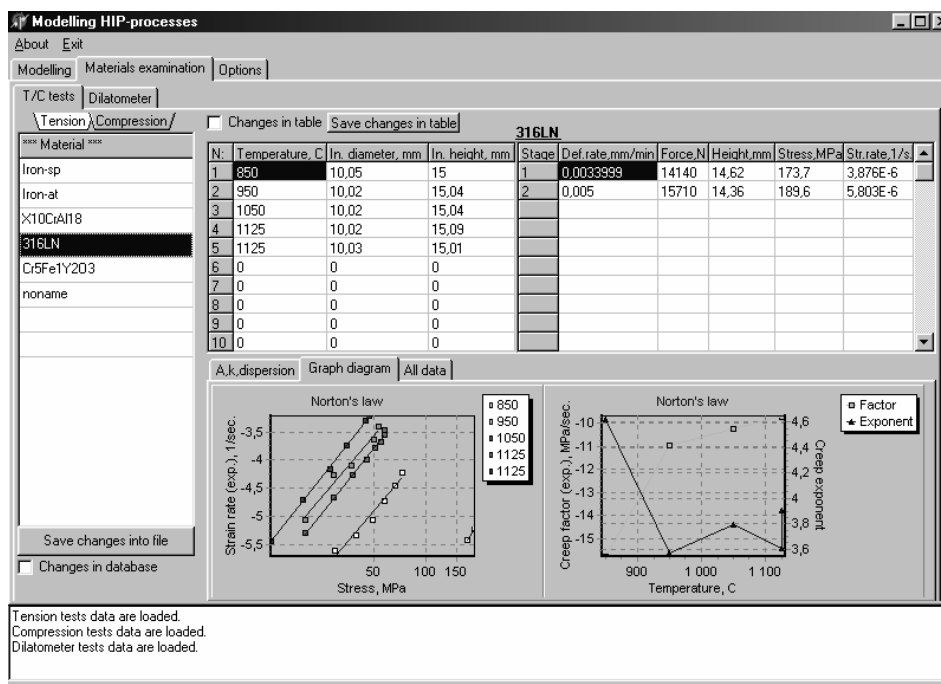 Modelling HIP-processes
About Exit
Modelling Materials examination Options
T/C tests Dilatometer
Tension Compression
*** Material ***
Iron-sp
Iron-at
X10CrAl18
316LN
Cr5Fe1Y2O3
noname
Save changes into file
Changes in database
Changes in table Save changes in table
316LN
N: Temperature, C In. diameter, mm In. height, mm
1 850 10,05 15
2 950 10,02 15,04
3 1050 10,02 15,04
4 1125 10,02 15,09
5 1125 10,03 15,01
6 0 0 0
7 0 0 0
8 0 0 0
9 0 0 0
10 0 0 0
Stage Def.rate,mm/min Force,N Height,mm Stress,MPa Str.rate,1/s.
1 0,0033999 14140 14,62 173,7 3,876E-6
2 0,005 15710 14,36 189,6 5,803E-6
A,k,dispersion Graph diagram All data
Norton's law
Strain rate (exp.), 1/sec.
-3,5
-4
-4,5
-5
-5,5
50 100 150
Stress, MPa
850
950
1050
1125
1125
Norton's law
Creep factor (exp.), MPa/sec.
-10
-11
-12
-13
-14
-15
4,6
4,4
4,2
4
3,8
3,6
Creep exponent
900 1 000 1 100
Temperature, C
Factor
Exponent
Tension tests data are loaded.
Compression tests data are loaded.
Dilatometer tests data are loaded.